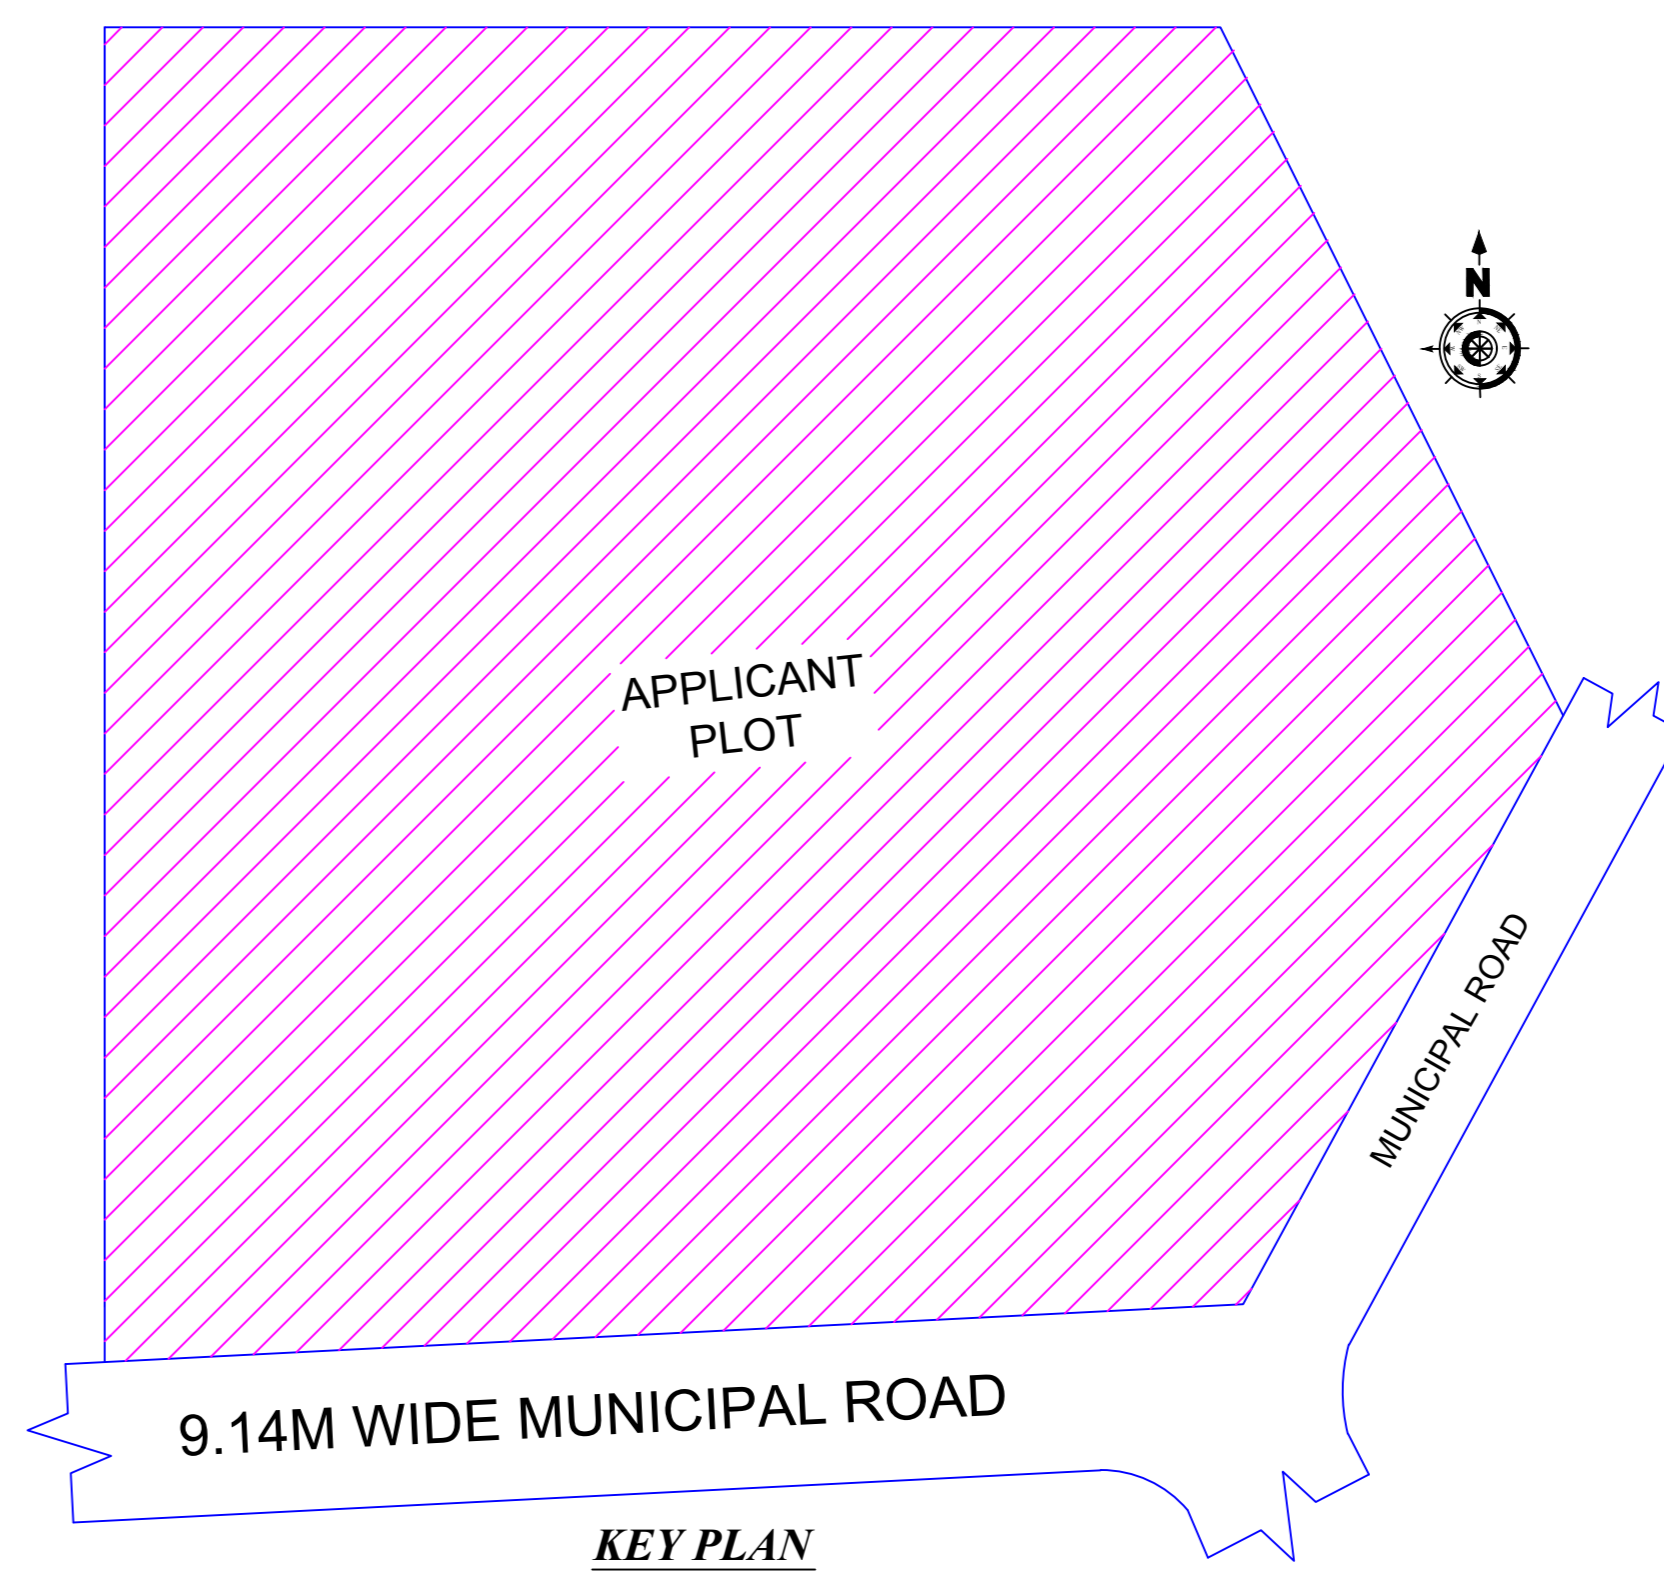 N
APPLICANT
PLOT
MUNICIPAL ROAD
9.14M WIDE MUNICIPAL ROAD
KEY PLAN